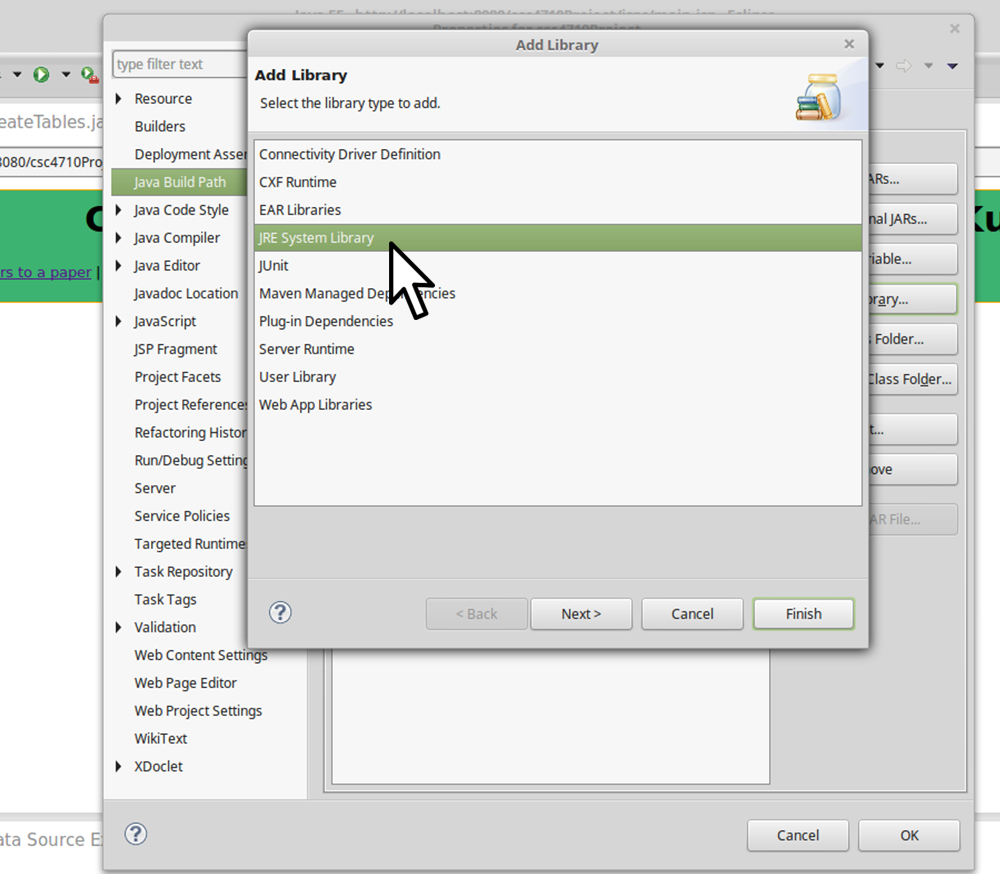 Add Library
Add Library
Select the library type to add.
Connectivity Driver Definition
CXF Runtime
EAR Libraries
JRE System Library
JUnit
Maven Managed Dependencies
Plug-in Dependencies
Server Runtime
User Library
Web App Libraries
< Back
Next >
Cancel
Finish
type filter text
Resource
Builders
Deployment Asse
Java Build Path
Java Code Style
Java Compiler
Java Editor
Javadoc Location
JavaScript
JSP Fragment
Project Facets
Project References
Refactoring Histor
Run/Debug Setting
Server
Service Policies
Targeted Runtime
Task Repository
Task Tags
Validation
Web Content Settings
Web Page Editor
Web Project Settings
WikiText
XDoclet
ARs...
nal JARs...
riable...
rary...
s Folder...
Class Folder...
t...
ove
AR File...
Cancel
OK
eateTables.ja
8080/csc4710Pro
rs to a paper |
Ku
ata Source E